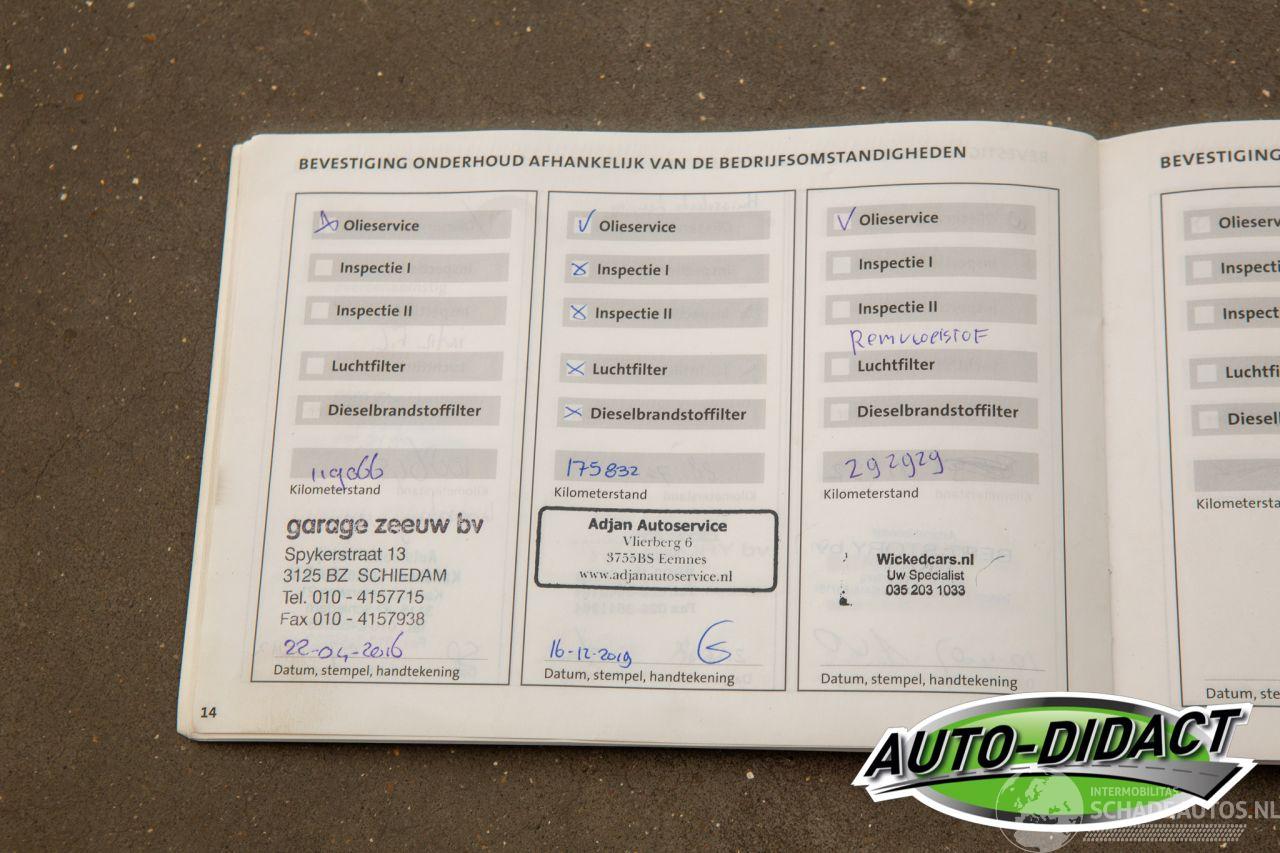 BEVESTIGING ONDERHOUD AFHANKELIJK VAN DE BEDRIJFSOMSTANDIGHEDEN
Olieservice
Inspectie I
Inspectie II
Luchtfilter
Dieselbrandstoffilter
119066
Kilometerstand
garage zeeuw bv
Spykerstraat 13
3125 BZ SCHIEDAM
Tel. 010 - 4157715
Fax 010 - 4157938
22-04-2016
Datum, stempel, handtekening
14
Olieservice
Inspectie I
Inspectie II
Luchtfilter
Dieselbrandstoffilter
175832
Kilometerstand
Adjan Autoservice
Vlierberg 6
3755BS Eemnes
www.adjanautoservice.nl
16-12-2019
Datum, stempel, handtekening
Olieservice
Inspectie I
Inspectie II
Remvloeistof
Luchtfilter
Dieselbrandstoffilter
292929
Kilometerstand
Wickedcars.nl
Uw Specialist
035 203 1033
Datum, stempel, handtekening
BEVESTIGING
Olieserv
Inspecti
Inspect
Luchtfi
Diesel
Kilometersta
Datum, ste
AUTO-DIDACT
INTERMOBILITAS
SCHADEAUTOS.NL